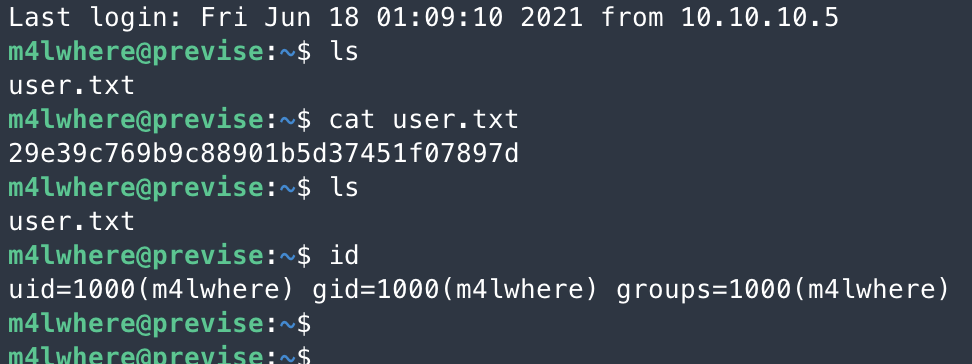 Last login: Fri Jun 18 01:09:10 2021 from 10.10.10.5
m4lwhere@previse:~$ ls
user.txt
m4lwhere@previse:~$ cat user.txt
29e39c769b9c88901b5d37451f07897d
m4lwhere@previse:~$ ls
user.txt
m4lwhere@previse:~$ id
uid=1000(m4lwhere) gid=1000(m4lwhere) groups=1000(m4lwhere)
m4lwhere@previse:~$
m4lwhere@previse:~$